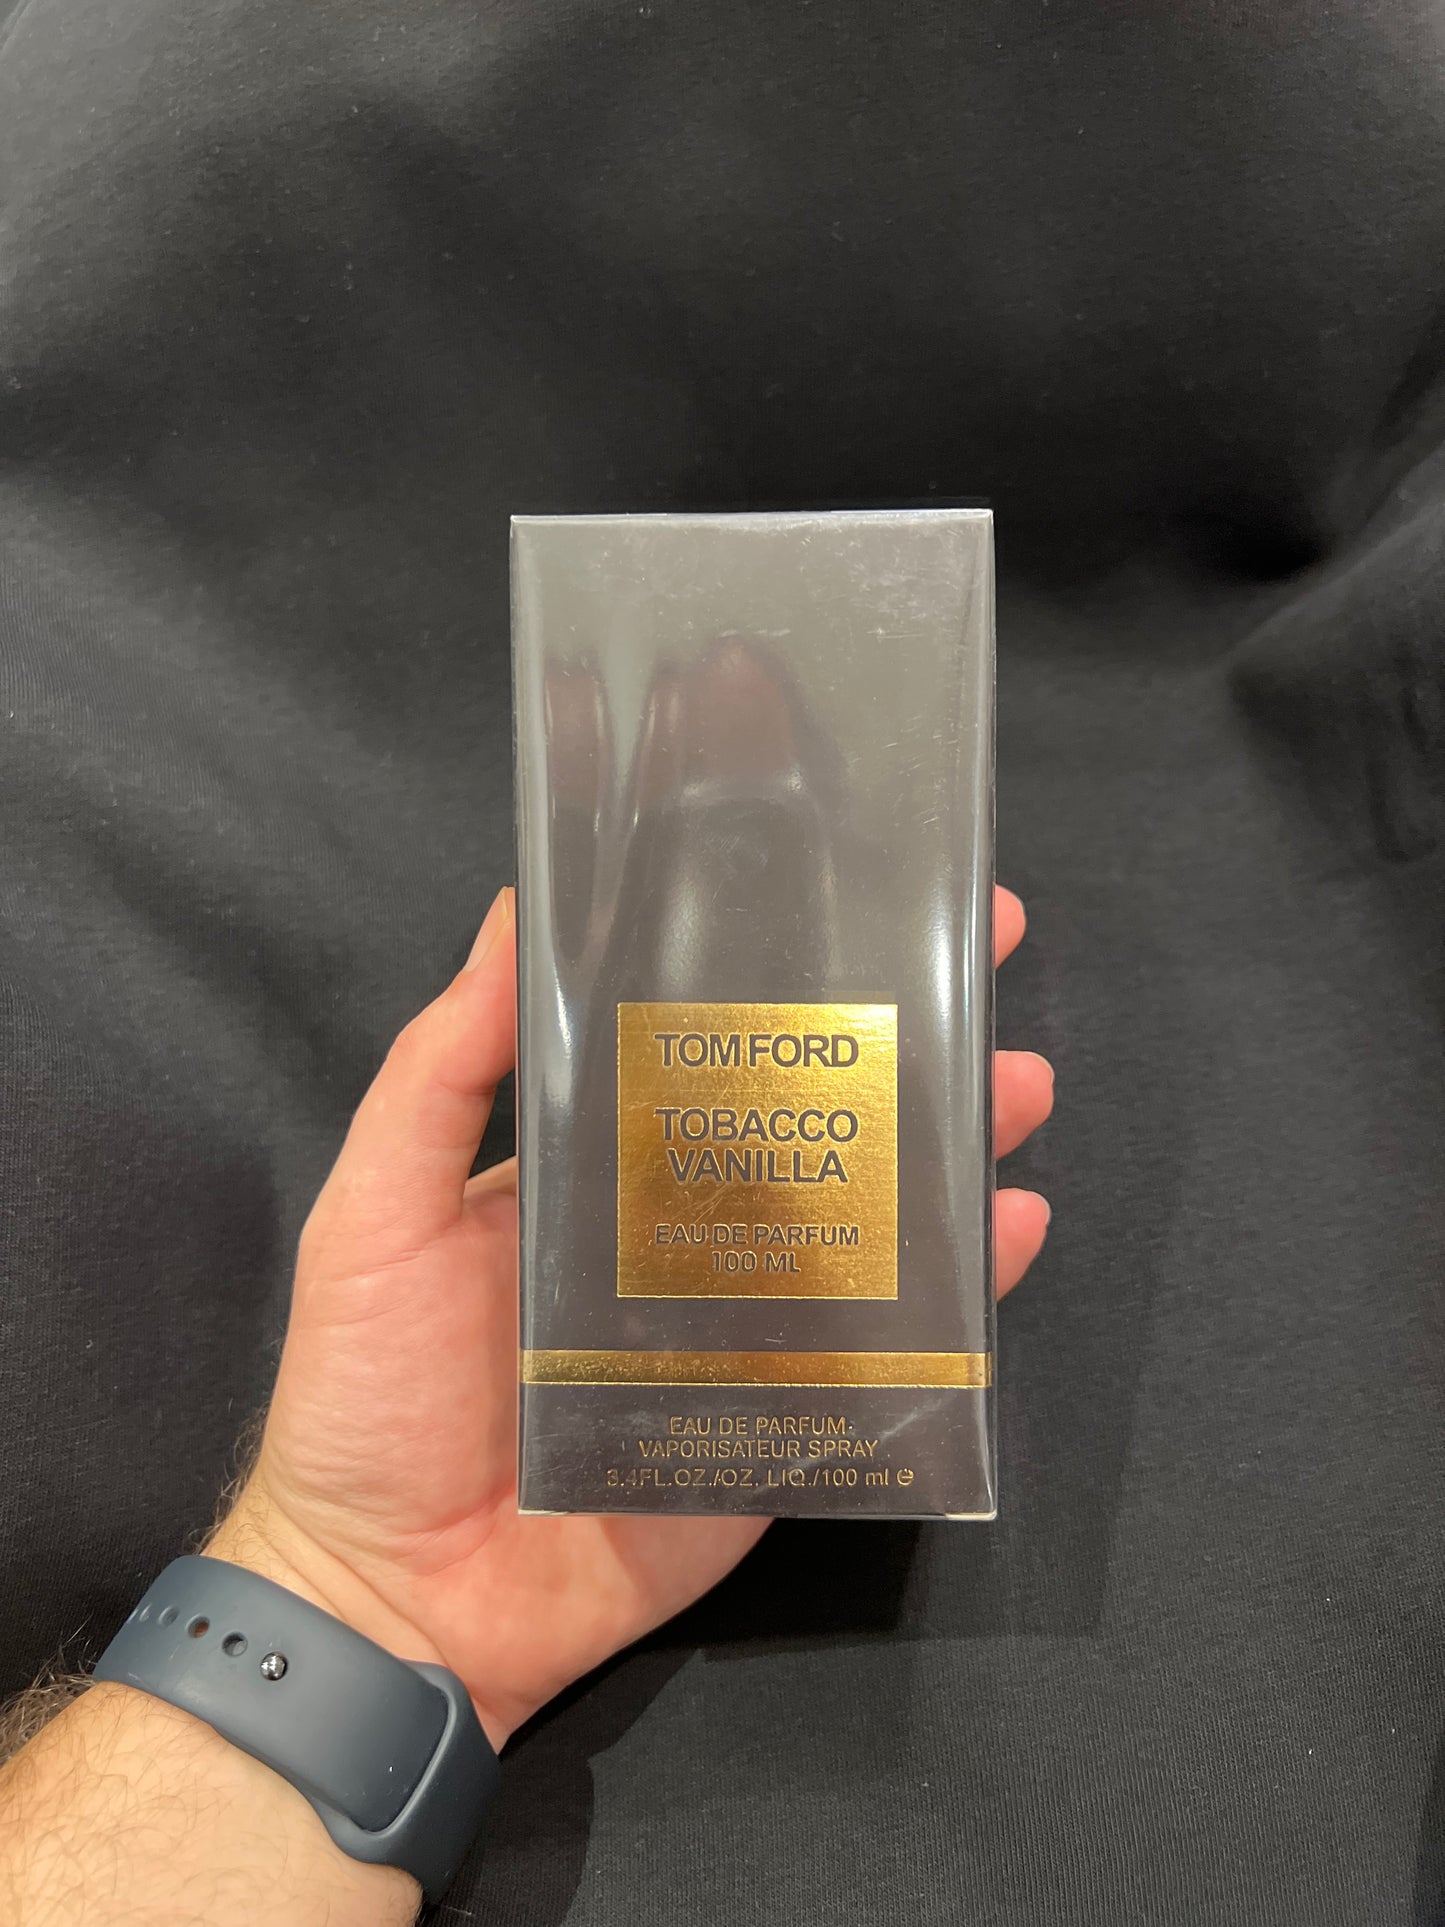 TOM FORD
TOBACCO
VANILLA
EAU DE PARFUM
100 ML
EAU DE PARFUM
VAPORISATEUR SPRAY
3.4FL.OZ./OZ. LIQ./100 ml ℮